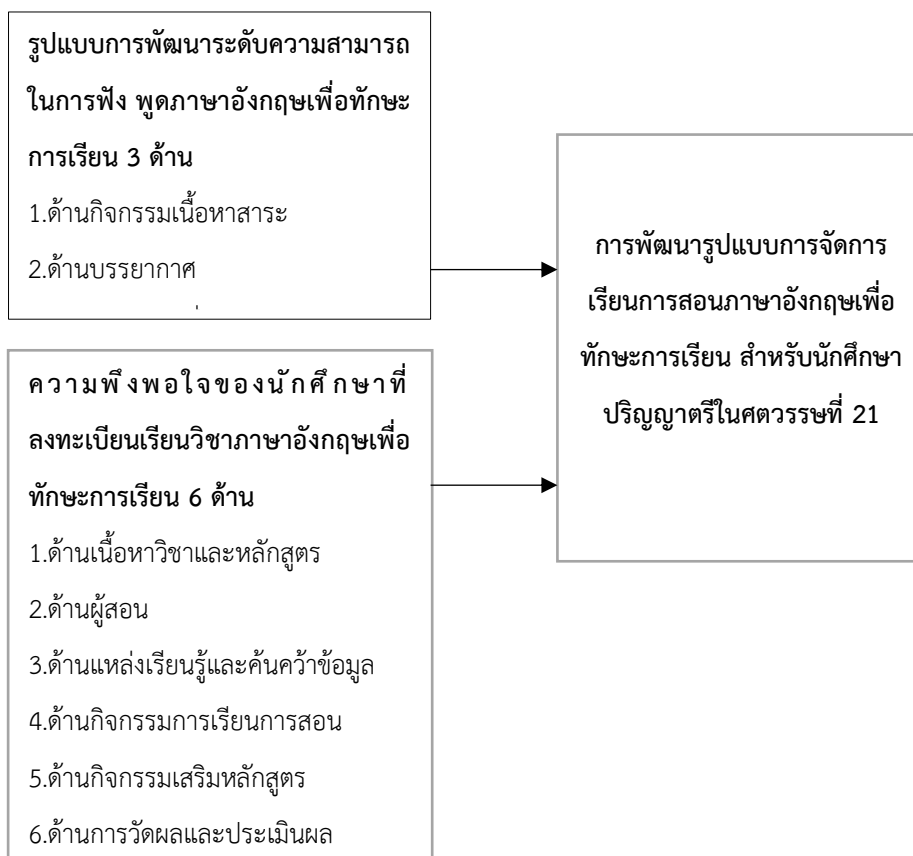 รูปแบบการพัฒนาระดับความสามารถ
ในการฟัง พูดภาษาอังกฤษเพื่อทักษะ
การเรียน 3 ด้าน
1.ด้านกิจกรรมเนื้อหาสาระ
2.ด้านบรรยากาศ
ความพึงพอใจของนักศึกษาที่
ลงทะเบียนเรียนวิชาภาษาอังกฤษเพื่อ
ทักษะการเรียน 6 ด้าน
1.ด้านเนื้อหาวิชาและหลักสูตร
2.ด้านผู้สอน
3.ด้านแหล่งเรียนรู้และค้นคว้าข้อมูล
4.ด้านกิจกรรมการเรียนการสอน
5.ด้านกิจกรรมเสริมหลักสูตร
6.ด้านการวัดผลและประเมินผล
การพัฒนารูปแบบการจัดการ
เรียนการสอนภาษาอังกฤษเพื่อ
ทักษะการเรียน สำหรับนักศึกษา
ปริญญาตรีในศตวรรษที่ 21